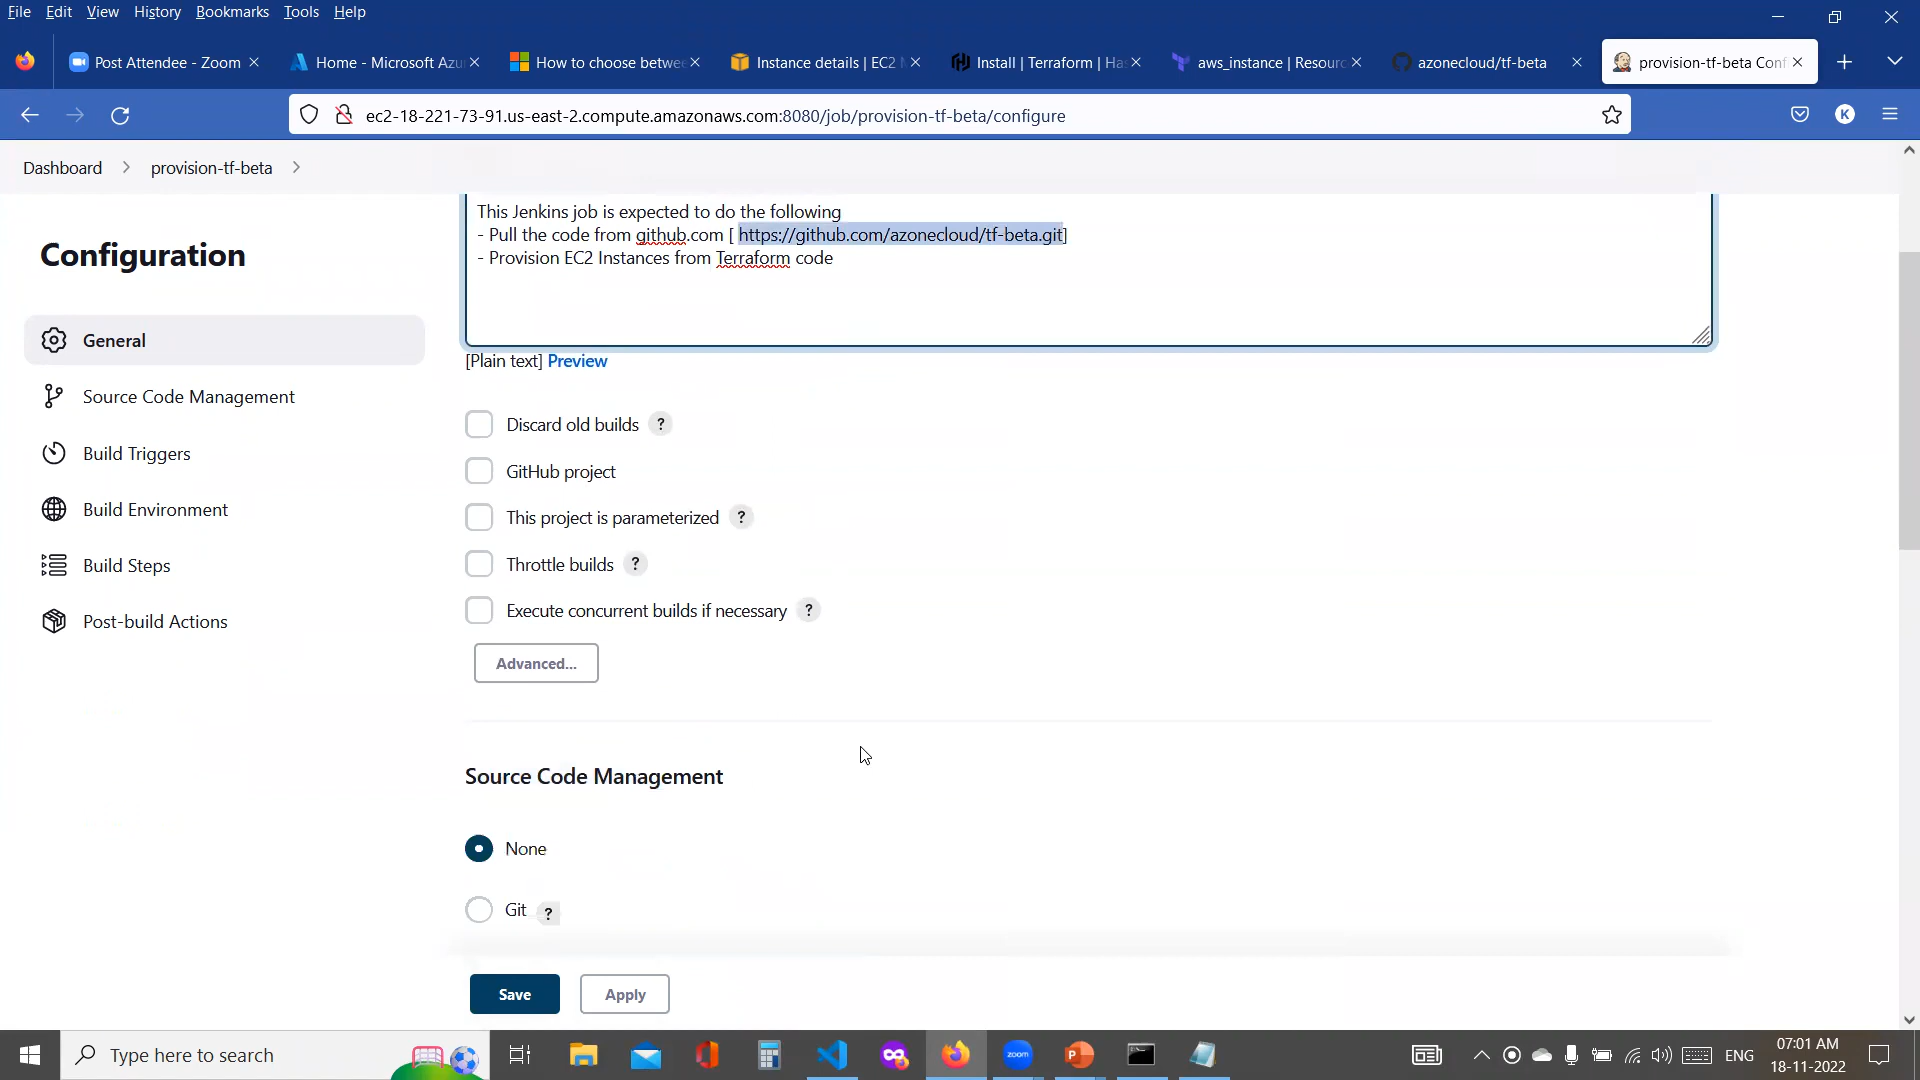 File Edit View History Bookmarks Tools Help
Post Attendee - Zoom
Home - Microsoft Azu
How to choose betwe
Instance details | EC2
Install | Terraform | Ha
aws_instance | Resour
azonecloud/tf-beta
provision-tf-beta Conf
ec2-18-221-73-91.us-east-2.compute.amazonaws.com:8080/job/provision-tf-beta/configure
K
Dashboard
provision-tf-beta
Configuration
General
Source Code Management
Build Triggers
Build Environment
Build Steps
Post-build Actions
This Jenkins job is expected to do the following
- Pull the code from github.com [ https://github.com/azonecloud/tf-beta.git]
- Provision EC2 Instances from Terraform code
[Plain text] Preview
Discard old builds ?
GitHub project
This project is parameterized ?
Throttle builds ?
Execute concurrent builds if necessary ?
Advanced...
Source Code Management
None
Git ?
Save
Apply
Type here to search
zoom
ENG
07:01 AM
18-11-2022